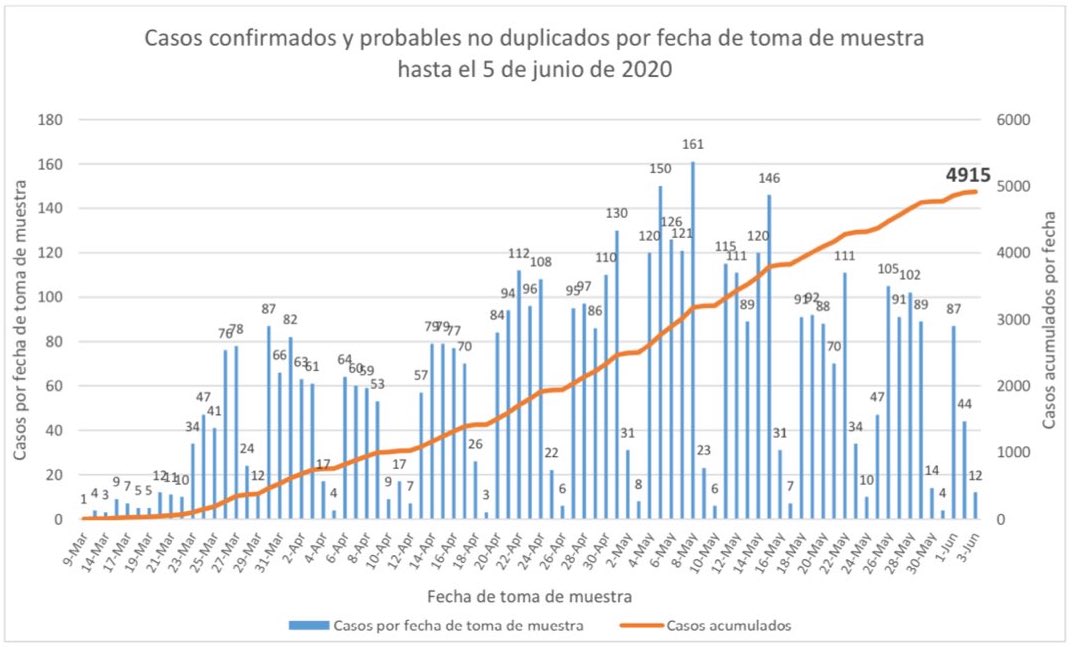 Casos confirmados y probables no duplicados por fecha de toma de muestra
hasta el 5 de junio de 2020
Casos por fecha de toma de muestra
180
160
140
120
100
80
60
40
20
0
1 4 3 9 7 5 5 12 11 10 34 47 41 76 78 24 12 87 66 82 63 61 17 4 64 60 59 53 9 17 7 57 79 79 77 70 26 3 84 94 112 96 108 22 6 95 97 86 110 130 31 8 120 150 126 121 161 23 6 115 111 89 120 146 31 7 91 92 88 70 111 34 10 47 105 91 102 89 14 4 87 44 12
4915
6000
5000
4000
3000
2000
1000
0
Casos acumulados por fecha
9-Mar 14-Mar 17-Mar 19-Mar 21-Mar 23-Mar 25-Mar 27-Mar 29-Mar 31-Mar 2-Apr 4-Apr 6-Apr 8-Apr 10-Apr 12-Apr 14-Apr 16-Apr 18-Apr 20-Apr 22-Apr 24-Apr 26-Apr 28-Apr 30-Apr 2-May 4-May 6-May 8-May 10-May 12-May 14-May 16-May 18-May 20-May 22-May 24-May 26-May 28-May 30-May 1-Jun 3-Jun
Fecha de toma de muestra
Casos por fecha de toma de muestra Casos acumulados